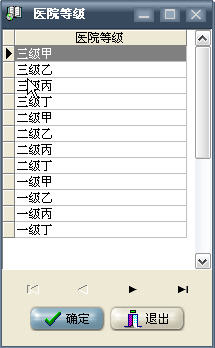 医院等级
医院等级
三级甲
三级乙
三级丙
三级丁
二级甲
二级乙
二级丙
二级丁
一级甲
一级乙
一级丙
一级丁
确定 退出